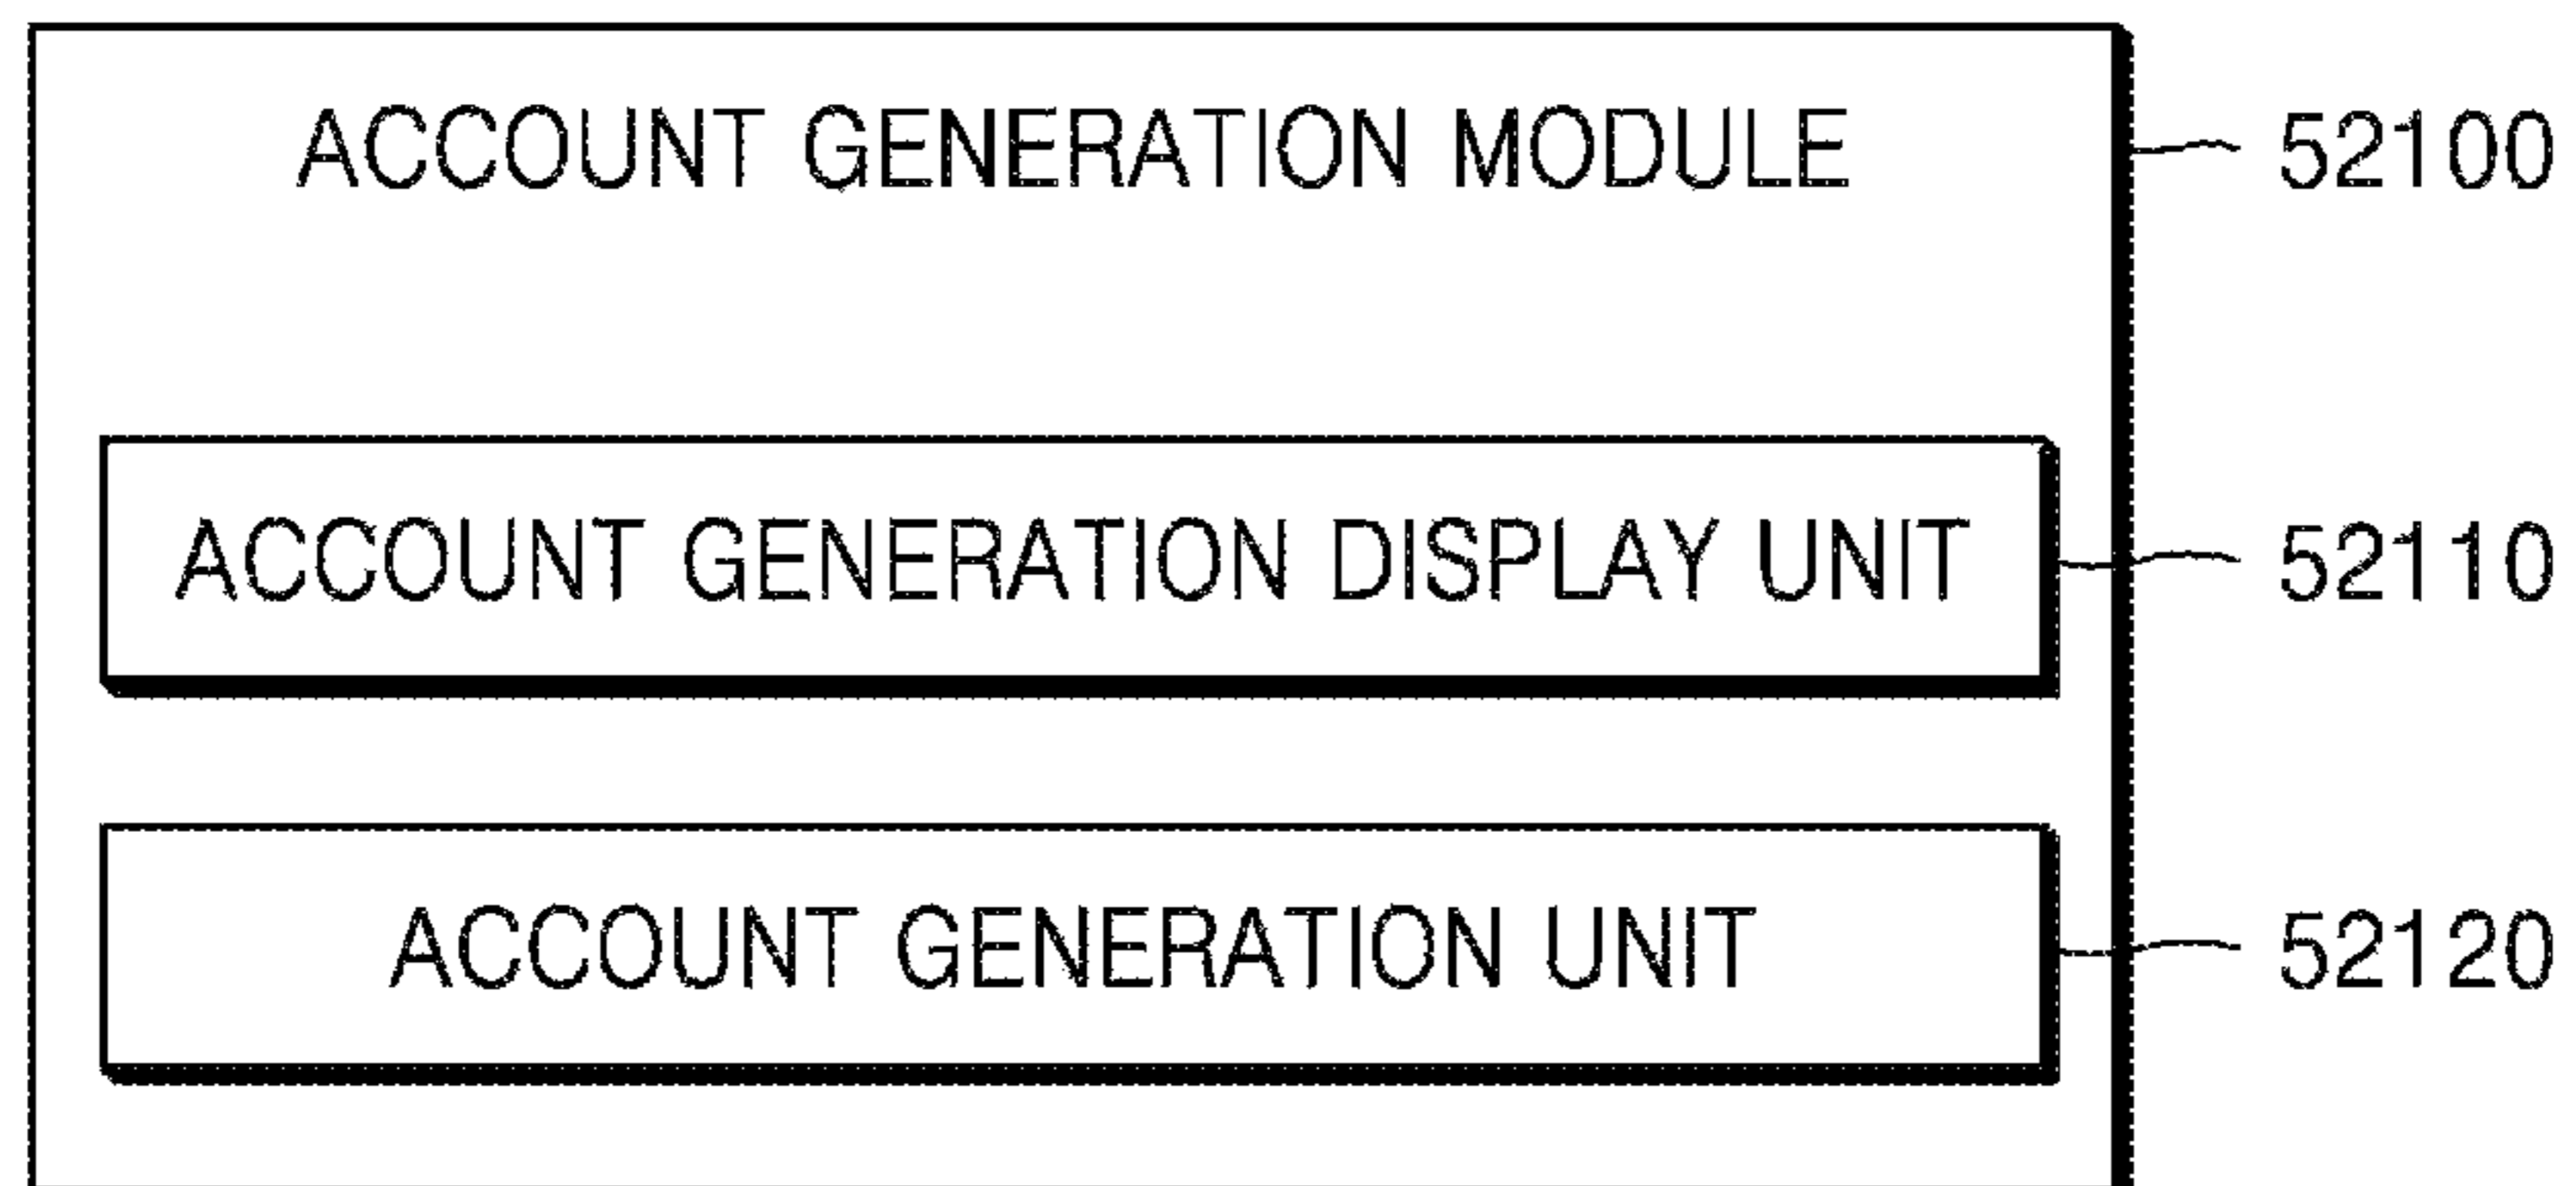 ACCOUNT GENERATION MODULE 52100
ACCOUNT GENERATION DISPLAY UNIT 52110
ACCOUNT GENERATION UNIT 52120